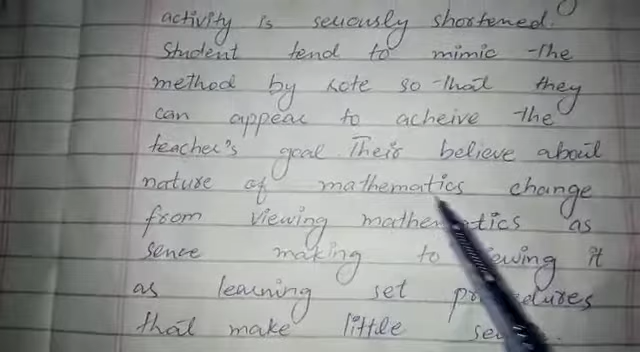 activity is seriously shortened.
Student tend to mimic the
method by rote so that they
can appear to acheive the
teacher's goal. Their believe about
nature of mathematics change
from viewing mathematics as
sence making to viewing it
as learning set procedures
that make little